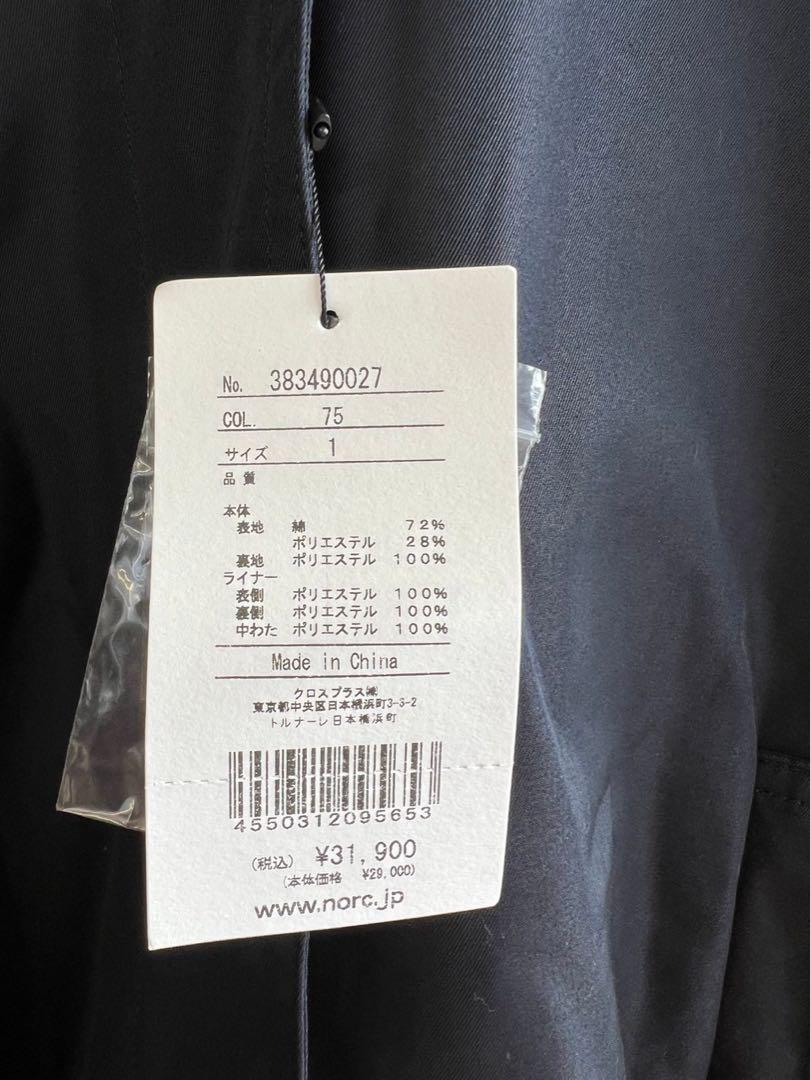 No. 383490027
COL. 75
サイズ 1
品質
本体
表地 綿 72%
ポリエステル 28%
裏地 ポリエステル 100%
ライナー
表側 ポリエステル 100%
裏側 ポリエステル 100%
中わた ポリエステル 100%
Made in China
クロスプラス㈱
東京都中央区日本橋浜町3-3-2
トルナーレ日本橋浜町
4550312095653
(税込) ¥31,900
(本体価格 ¥29,000)
www.norc.jp